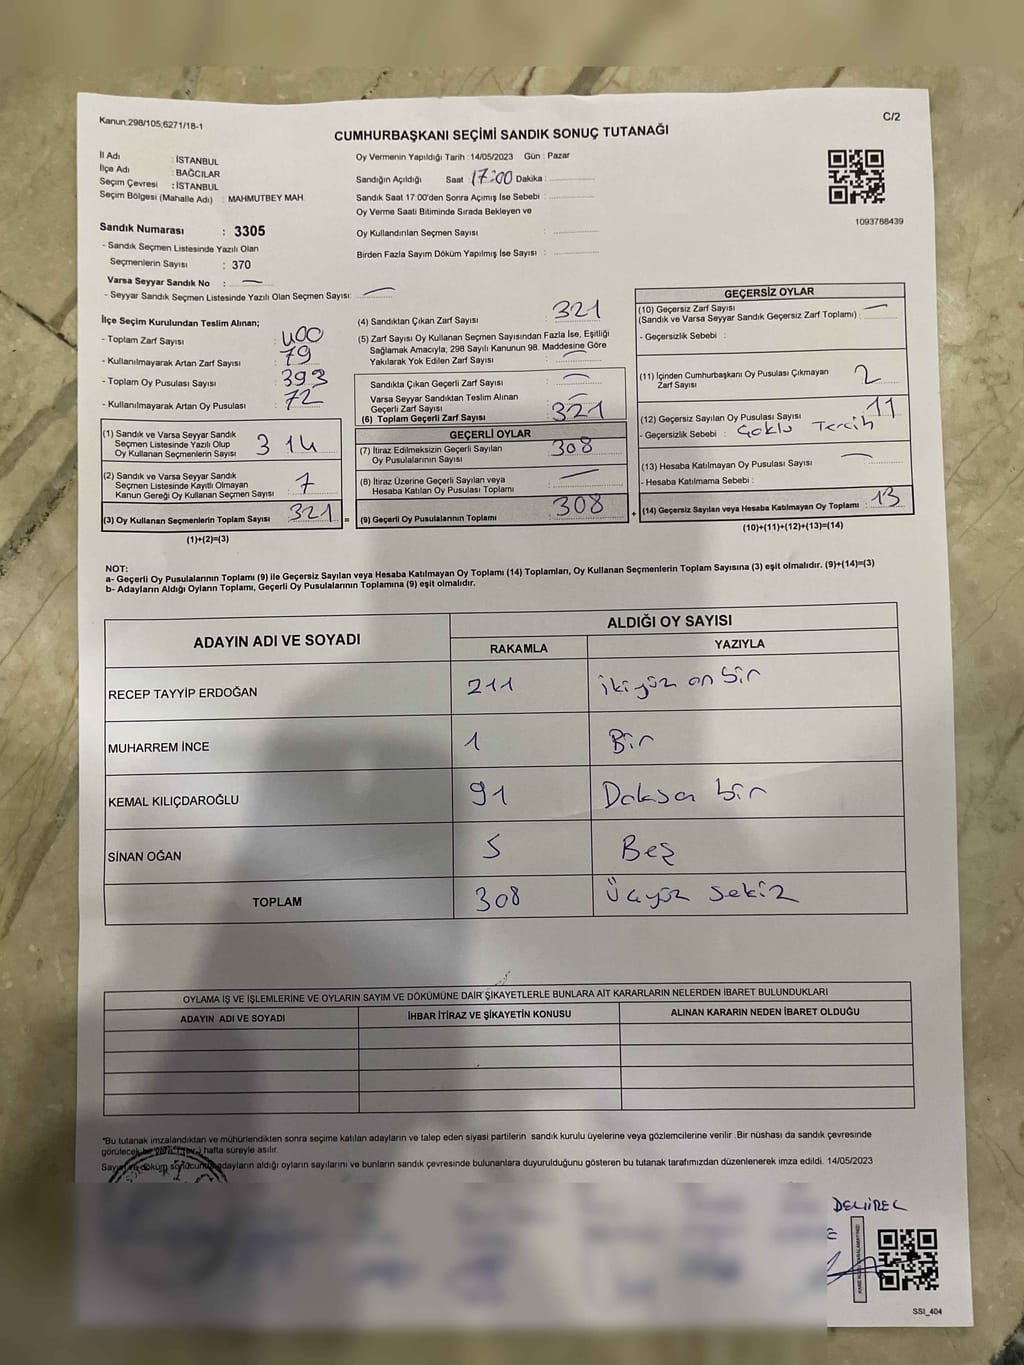 Kanun;298/105;6271/18-1
C/2
CUMHURBAŞKANI SEÇİMİ SANDIK SONUÇ TUTANAĞI
İl Adı : İSTANBUL
İlçe Adı : BAĞCILAR
Seçim Çevresi : İSTANBUL
Seçim Bölgesi (Mahalle Adı) : MAHMUTBEY MAH.
Sandık Numarası : 3305
- Sandık Seçmen Listesinde Yazılı Olan
Seçmenlerin Sayısı : 370
Varsa Seyyar Sandık No : —
- Seyyar Sandık Seçmen Listesinde Yazılı Olan Seçmen Sayısı: —
Oy Vermenin Yapıldığı Tarih : 14/05/2023 Gün : Pazar
Sandığın Açıldığı Saat : 17:00 Dakika :
Sandık Saat 17:00'den Sonra Açımış İse Sebebi :
Oy Verme Saati Bitiminde Sırada Bekleyen ve
Oy Kullandırılan Seçmen Sayısı :
Birden Fazla Sayım Döküm Yapılmış İse Sayısı :
1093788439
İlçe Seçim Kurulundan Teslim Alınan;
- Toplam Zarf Sayısı : 400
- Kullanılmayarak Artan Zarf Sayısı : 79
- Toplam Oy Pusulası Sayısı : 393
- Kullanılmayarak Artan Oy Pusulası : 72
(1) Sandık ve Varsa Seyyar Sandık
Seçmen Listesinde Yazılı Olup
Oy Kullanan Seçmenlerin Sayısı 314
(2) Sandık ve Varsa Seyyar Sandık
Seçmen Listesinde Kayıtlı Olmayan
Kanun Gereği Oy Kullanan Seçmen Sayısı 7
(3) Oy Kullanan Seçmenlerin Toplam Sayısı 321 =
(1)+(2)=(3)
(4) Sandıktan Çıkan Zarf Sayısı : 321
(5) Zarf Sayısı Oy Kullanan Seçmen Sayısından Fazla İse, Eşitliği
Sağlamak Amacıyla; 298 Sayılı Kanunun 98. Maddesine Göre
Yakılarak Yok Edilen Zarf Sayısı : —
Sandıkta Çıkan Geçerli Zarf Sayısı : —
Varsa Seyyar Sandıktan Teslim Alınan
Geçerli Zarf Sayısı : —
(6) Toplam Geçerli Zarf Sayısı 321
GEÇERLİ OYLAR
(7) İtiraz Edilmeksizin Geçerli Sayılan
Oy Pusulalarının Sayısı : 308
(8) İtiraz Üzerine Geçerli Sayılan veya
Hesaba Katılan Oy Pusulası Toplamı : —
(9) Geçerli Oy Pusulalarının Toplamı 308 +
GEÇERSİZ OYLAR
(10) Geçersiz Zarf Sayısı : —
(Sandık ve Varsa Seyyar Sandık Geçersiz Zarf Toplamı)
- Geçersizlik Sebebi :
(11) İçinden Cumhurbaşkanı Oy Pusulası Çıkmayan
Zarf Sayısı : 2
(12) Geçersiz Sayılan Oy Pusulası Sayısı : 11
- Geçersizlik Sebebi : Çoklu Tercih
(13) Hesaba Katılmayan Oy Pusulası Sayısı : —
- Hesaba Katılmama Sebebi :
(14) Geçersiz Sayılan veya Hesaba Katılmayan Oy Toplamı : 13
(10)+(11)+(12)+(13)=(14)
NOT:
a- Geçerli Oy Pusulalarının Toplamı (9) ile Geçersiz Sayılan veya Hesaba Katılmayan Oy Toplamı (14) Toplamları, Oy Kullanan Seçmenlerin Toplam Sayısına (3) eşit olmalıdır. (9)+(14)=(3)
b- Adayların Aldığı Oyların Toplamı, Geçerli Oy Pusulalarının Toplamına (9) eşit olmalıdır.
ADAYIN ADI VE SOYADI ALDIĞI OY SAYISI
RAKAMLA YAZIYLA
RECEP TAYYİP ERDOĞAN 211 ikiyüz on bir
MUHARREM İNCE 1 Bir
KEMAL KILIÇDAROĞLU 91 Doksa bir
SİNAN OĞAN 5 Beş
TOPLAM 308 Üçyüz sekiz
OYLAMA İŞ VE İŞLEMLERİNE VE OYLARIN SAYIM VE DÖKÜMÜNE DAİR ŞİKAYETLERLE BUNLARA AİT KARARLARIN NELERDEN İBARET BULUNDUKLARI
ADAYIN ADI VE SOYADI İHBAR İTİRAZ VE ŞİKAYETİN KONUSU ALINAN KARARIN NEDEN İBARET OLDUĞU
*Bu tutanak imzalandıktan ve mühürlendikten sonra seçime katılan adayların ve talep eden siyasi partilerin sandık kurulu üyelerine veya gözlemcilerine verilir .Bir nüshası da sandık çevresinde
görülecek hafta süreyle asılır.
döküm adayların aldığı oyların sayılarını ve bunların sandık çevresinde bulunanlara duyurulduğunu gösteren bu tutanak tarafımızdan düzenlenerek imza edildi. 14/05/2023
DEMİREL
SSI_404